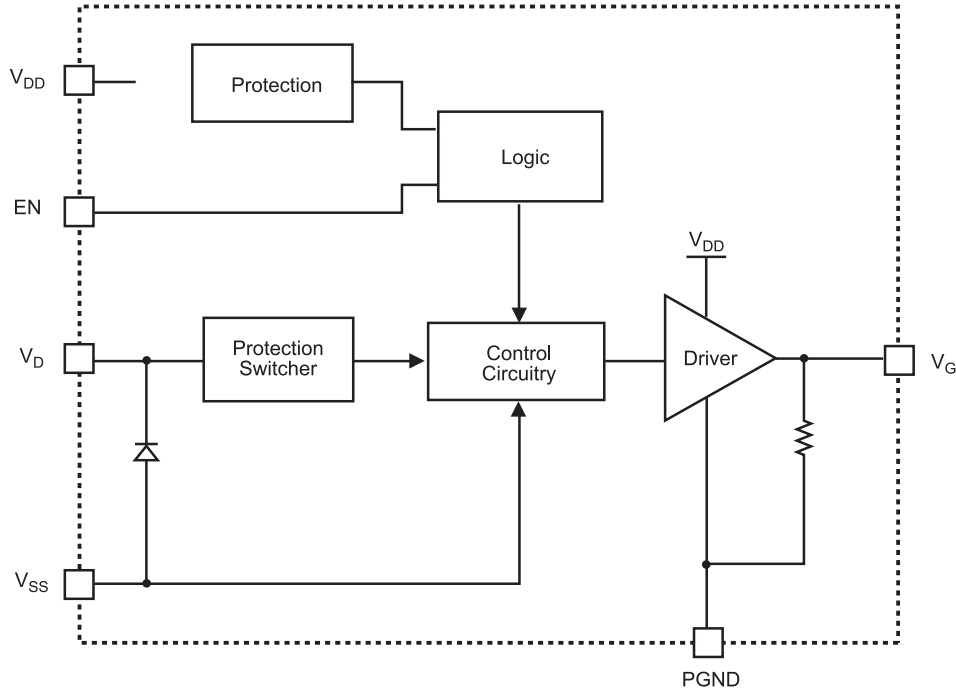 V_DD
Protection
Logic
EN
V_DD
V_D
Protection
Switcher
Control
Circuitry
Driver
V_G
V_SS
PGND